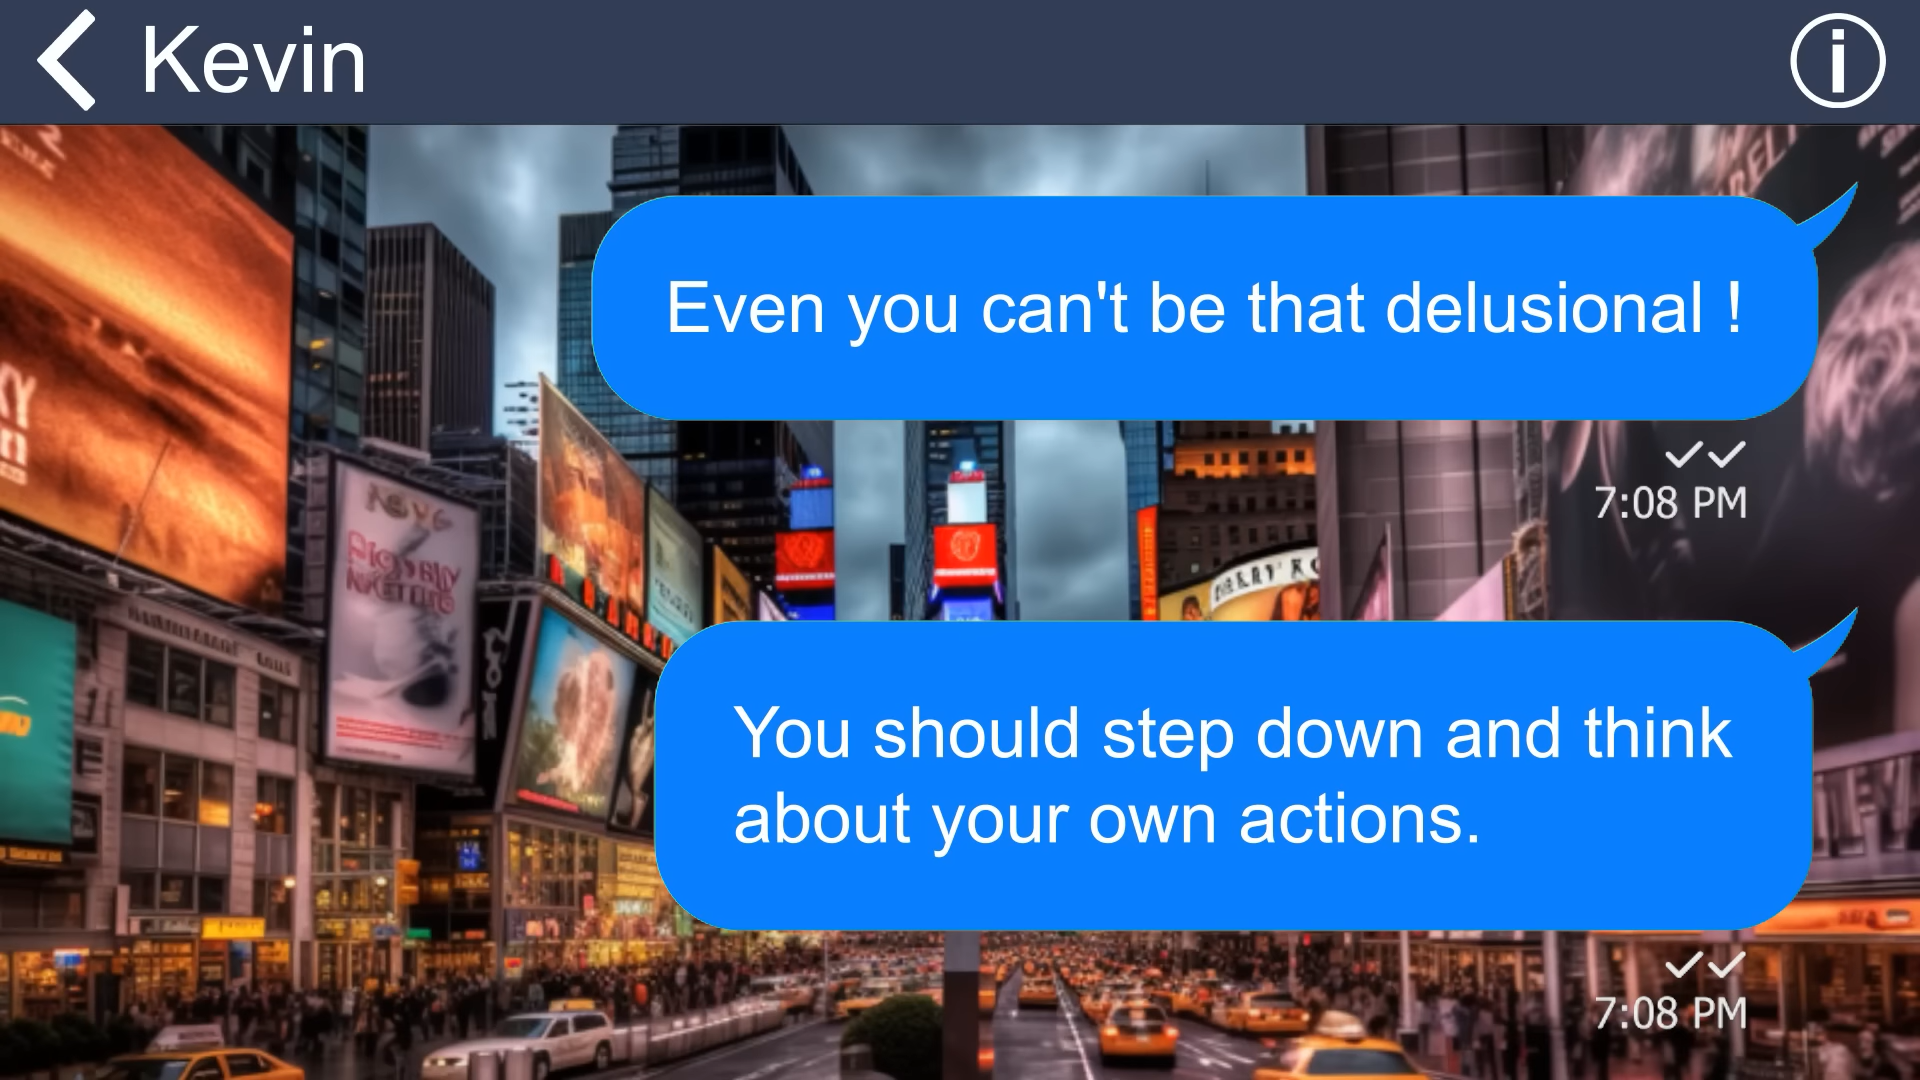 Kevin
Even you can't be that delusional !
7:08 PM
You should step down and think
about your own actions.
7:08 PM